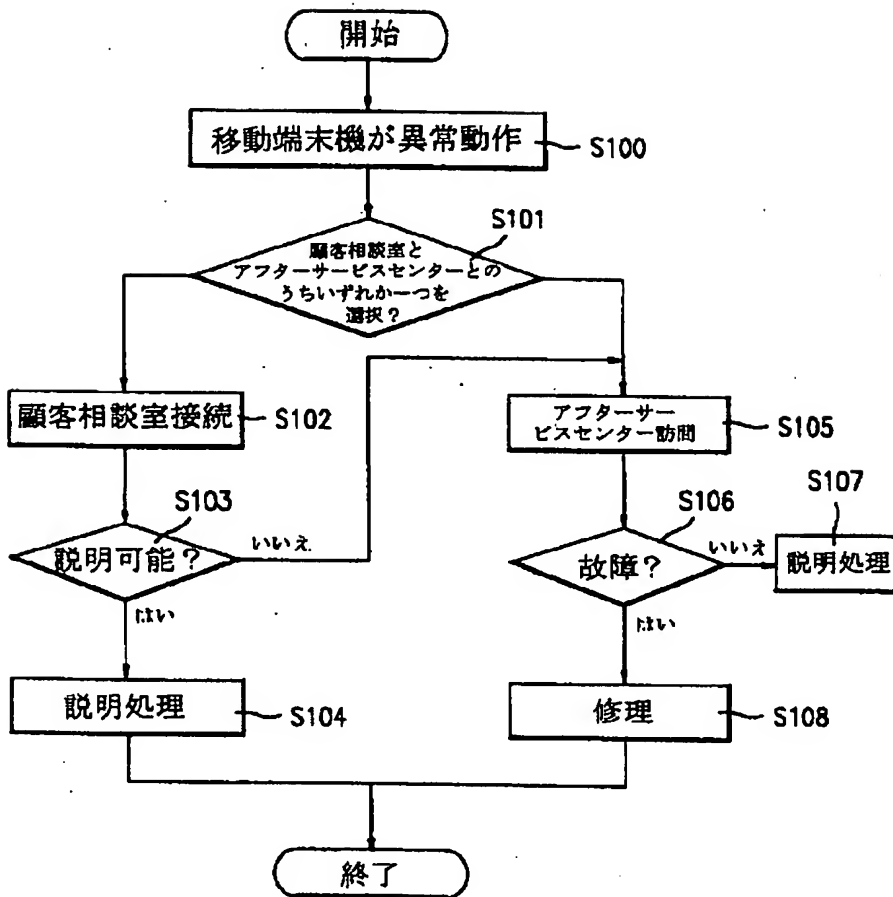 開始
移動端末機が異常動作
S100
S101
顧客相談室と
アフターサービスセンターとの
うちいずれか一つを
選択？
顧客相談室接続
S102
アフターサー
ビスセンター訪問
S105
S103
説明可能？
いいえ
はい
S106
故障？
いいえ
はい
S107
説明処理
説明処理
S104
修理
S108
終了